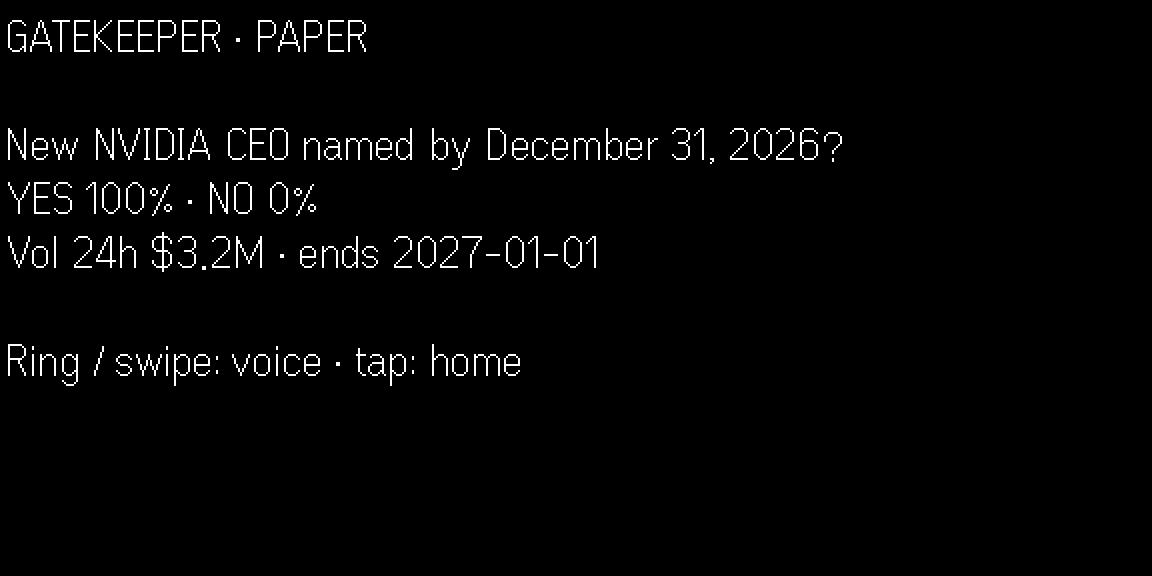 GATEKEEPER · PAPER
New NVIDIA CEO named by December 31, 2026?
YES 100% · NO 0%
Vol 24h $3.2M · ends 2027-01-01
Ring / swipe: voice · tap: home